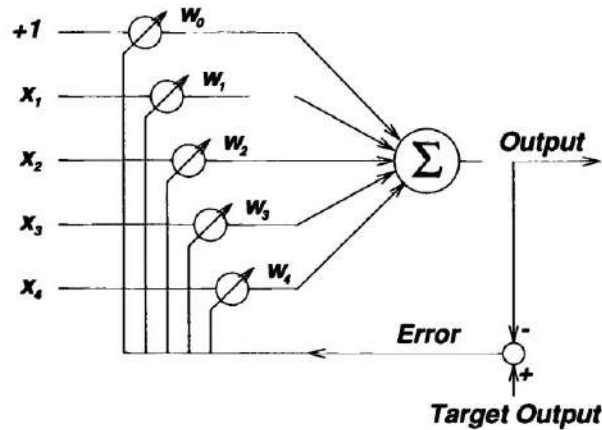 +1
w₀
x₁
w₁
x₂
w₂
Σ
Output
x₃
w₃
x₄
w₄
Error
-
+
Target Output